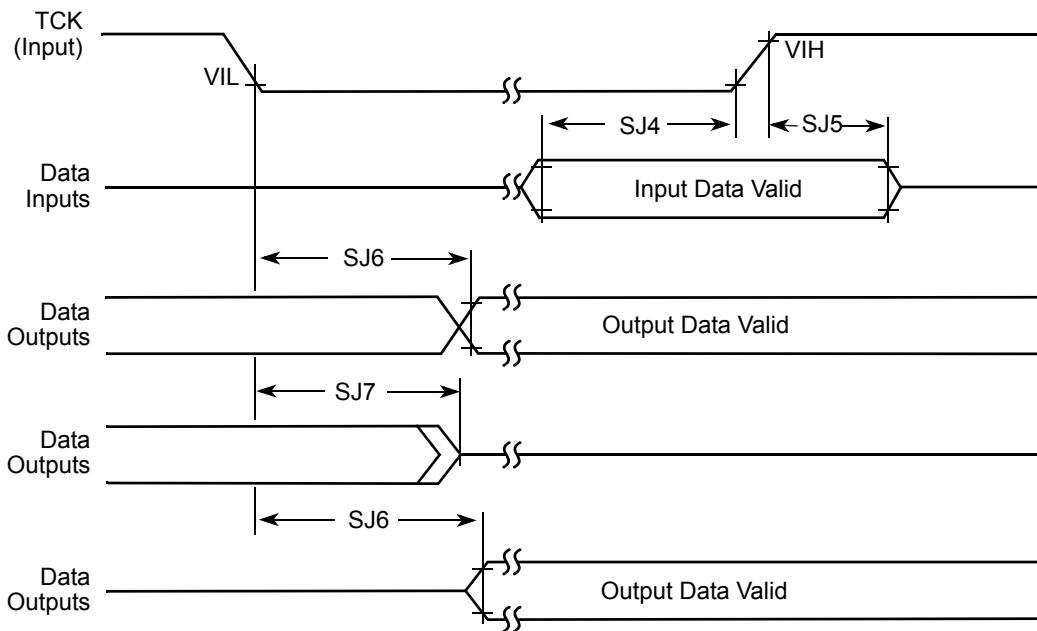 TCK
(Input)
VIL
VIH
SJ4
SJ5
Data
Inputs
Input Data Valid
SJ6
Data
Outputs
Output Data Valid
SJ7
Data
Outputs
SJ6
Data
Outputs
Output Data Valid